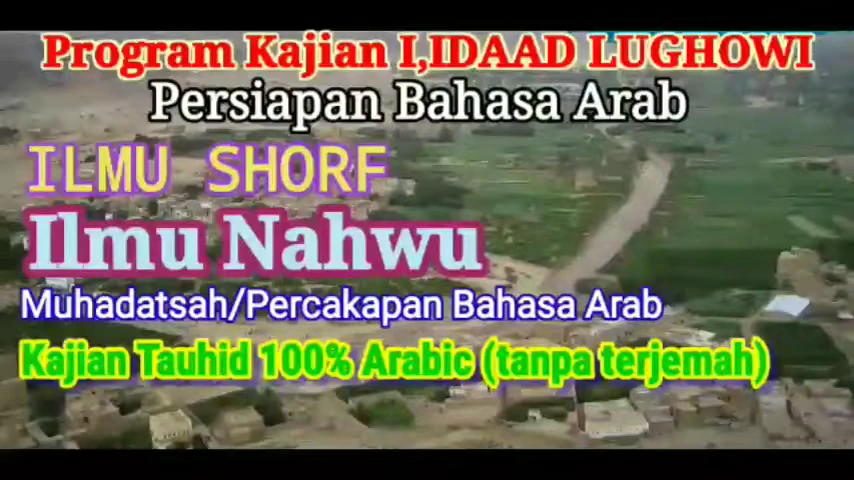 Program Kajian I,IDAAD LUGHOWI
Persiapan Bahasa Arab
ILMU SHORF
Ilmu Nahwu
Muhadatsah/Percakapan Bahasa Arab
Kajian Tauhid 100% Arabic (tanpa terjemah)